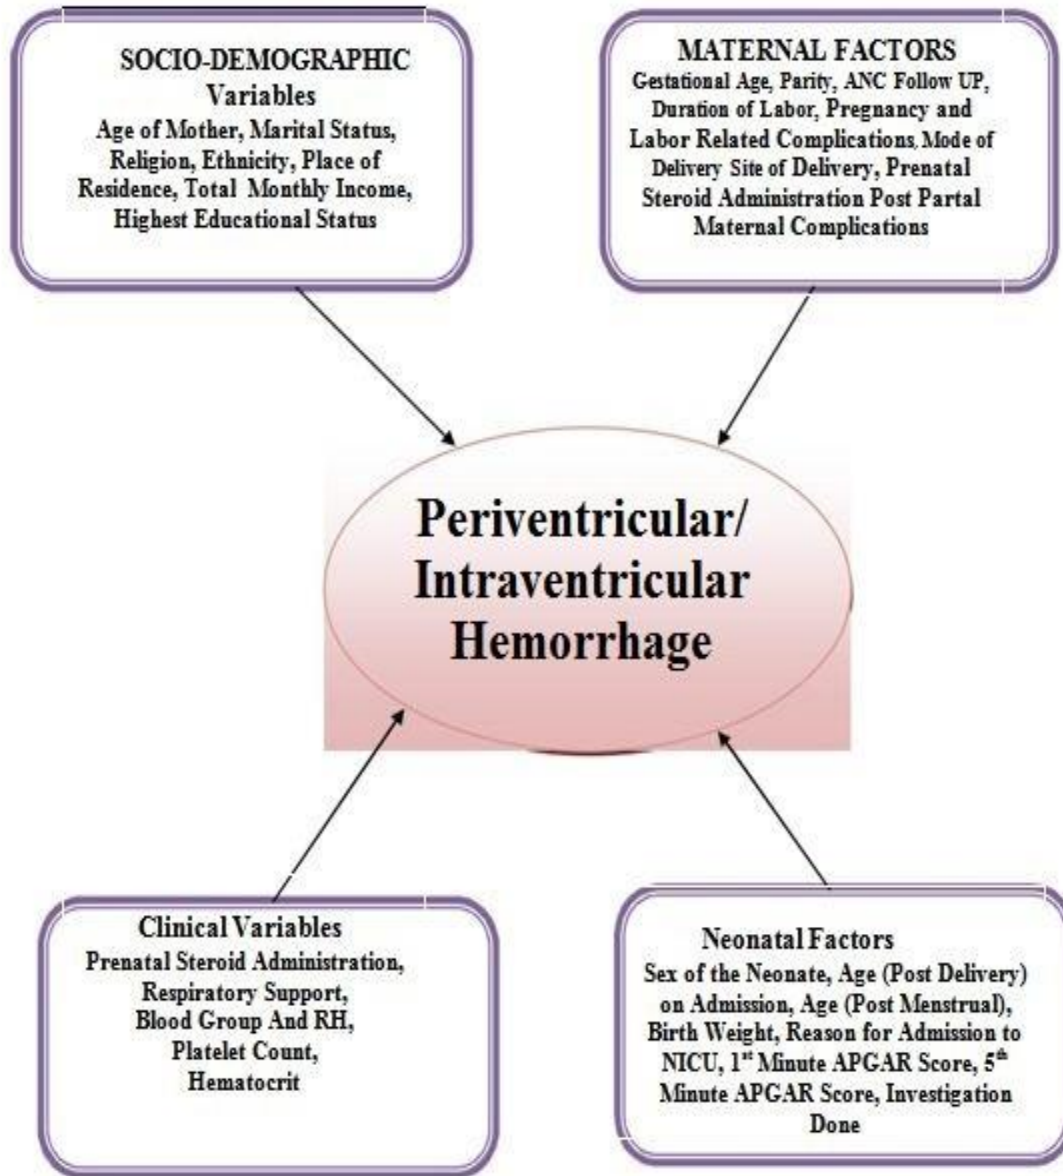 SOCIO-DEMOGRAPHIC
Variables
Age of Mother, Marital Status,
Religion, Ethnicity, Place of
Residence, Total Monthly Income,
Highest Educational Status
MATERNAL FACTORS
Gestational Age, Parity, ANC Follow UP,
Duration of Labor, Pregnancy and
Labor Related Complications, Mode of
Delivery Site of Delivery, Prenatal
Steroid Administration Post Partal
Maternal Complications
Periventricular/
Intraventricular
Hemorrhage
Clinical Variables
Prenatal Steroid Administration,
Respiratory Support,
Blood Group And RH,
Platelet Count,
Hematocrit
Neonatal Factors
Sex of the Neonate, Age (Post Delivery)
on Admission, Age (Post Menstrual),
Birth Weight, Reason for Admission to
NICU, 1st Minute APGAR Score, 5th
Minute APGAR Score, Investigation
Done